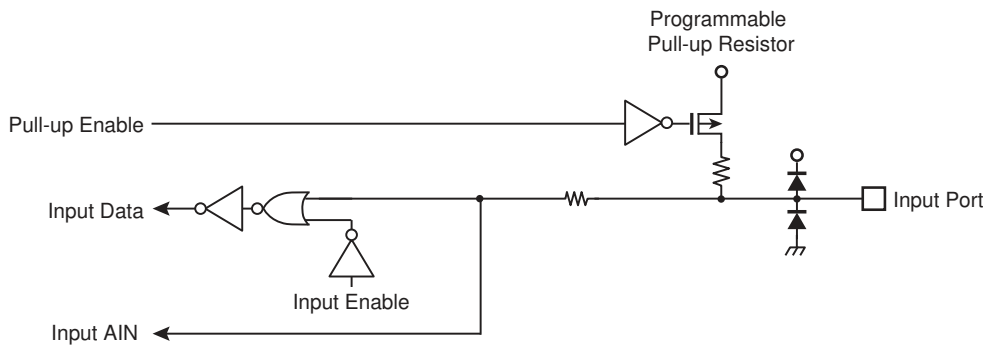 Programmable
Pull-up Resistor
Pull-up Enable
Input Data
Input Port
Input Enable
Input AIN